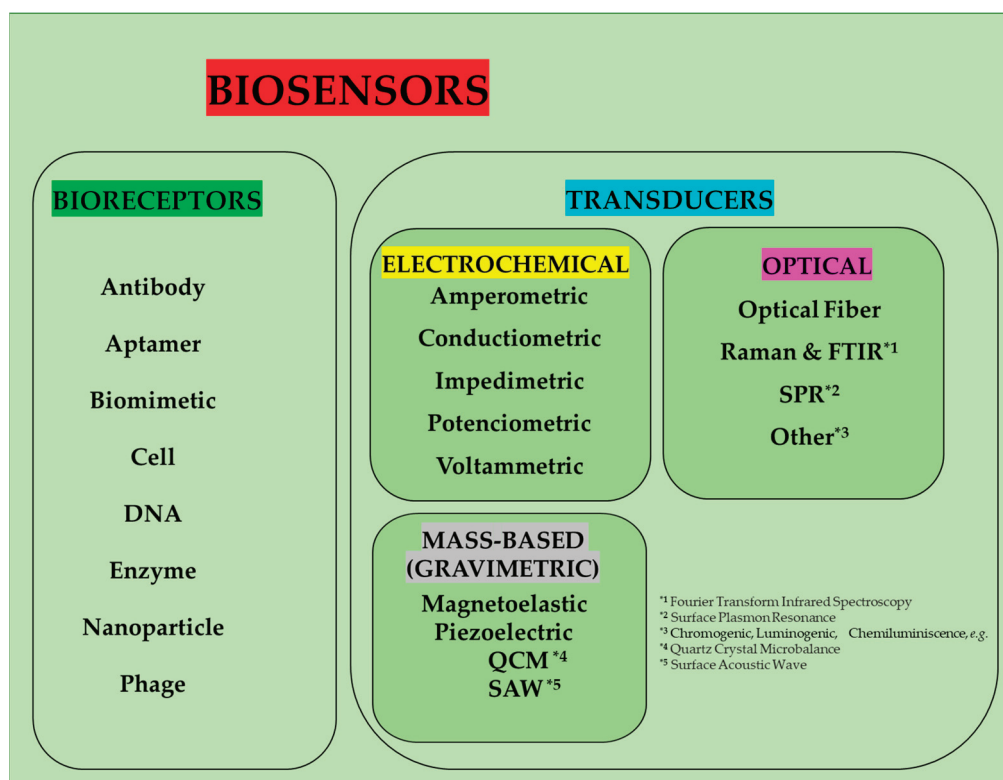 BIOSENSORS
BIORECEPTORS
Antibody
Aptamer
Biomimetic
Cell
DNA
Enzyme
Nanoparticle
Phage
TRANSDUCERS
ELECTROCHEMICAL
Amperometric
Conductiometric
Impedimetric
Potenciometric
Voltammetric
OPTICAL
Optical Fiber
Raman & FTIR*1
SPR*2
Other*3
MASS-BASED
(GRAVIMETRIC)
Magnetoelastic
Piezoelectric
QCM*4
SAW*5
*1 Fourier Transform Infrared Spectroscopy
*2 Surface Plasmon Resonance
*3 Chromogenic, Luminogenic, Chemiluminiscence, e.g.
*4 Quartz Crystal Microbalance
*5 Surface Acoustic Wave